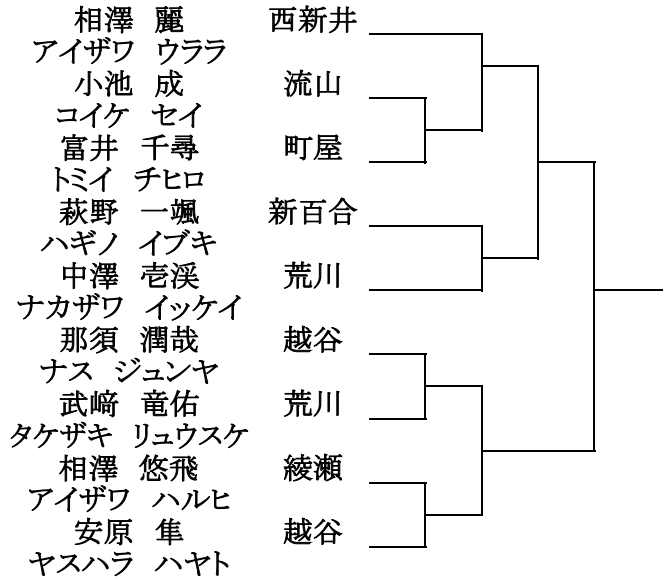 相澤 麗 西新井
アイザワ ウララ
小池 成 流山
コイケ セイ
富井 千尋 町屋
トミイ チヒロ
萩野 一颯 新百合
ハギノ イブキ
中澤 壱渓 荒川
ナカザワ イッケイ
那須 潤哉 越谷
ナス ジュンヤ
武﨑 竜佑 荒川
タケザキ リュウスケ
相澤 悠飛 綾瀬
アイザワ ハルヒ
安原 隼 越谷
ヤスハラ ハヤト